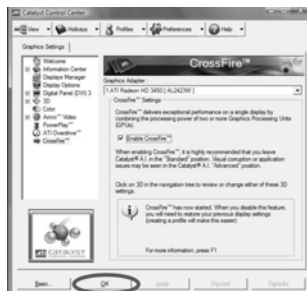 Catalyst Control Center
View
Hotkeys
Profiles
Preferences
Help
Graphics Settings
Welcome
Information Center
Displays Manager
Display Options
Digital Panel (DVI) 3
3D
Color
Avivo™ Video
PowerPlay™
ATI Overdrive™
CrossFire™
CrossFire™
Graphics Adapter
1.ATI Radeon HD 3450 [ AL2423W ]
CrossFire™ Settings
CrossFire™ delivers exceptional performance on a single display by
combining the processing power of two or more Graphics Processing Units
(GPUs).
Enable CrossFire™
When enabling CrossFire™, it is highly recommended that you leave
Catalyst® A.I. in the "Standard" position. Visual corruption or application
issues may be seen in the Catalyst® A.I. "Advanced" position.
Click on 3D in the navigation tree to review or change either of these 3D
settings.
CrossFire™ has now started. When you disable this feature,
you will need to restore your previous display settings
(creating a profile will make this easier).
For more information, press F1
ATI CATALYST
Basic...
OK
Apply
Discard
Defaults